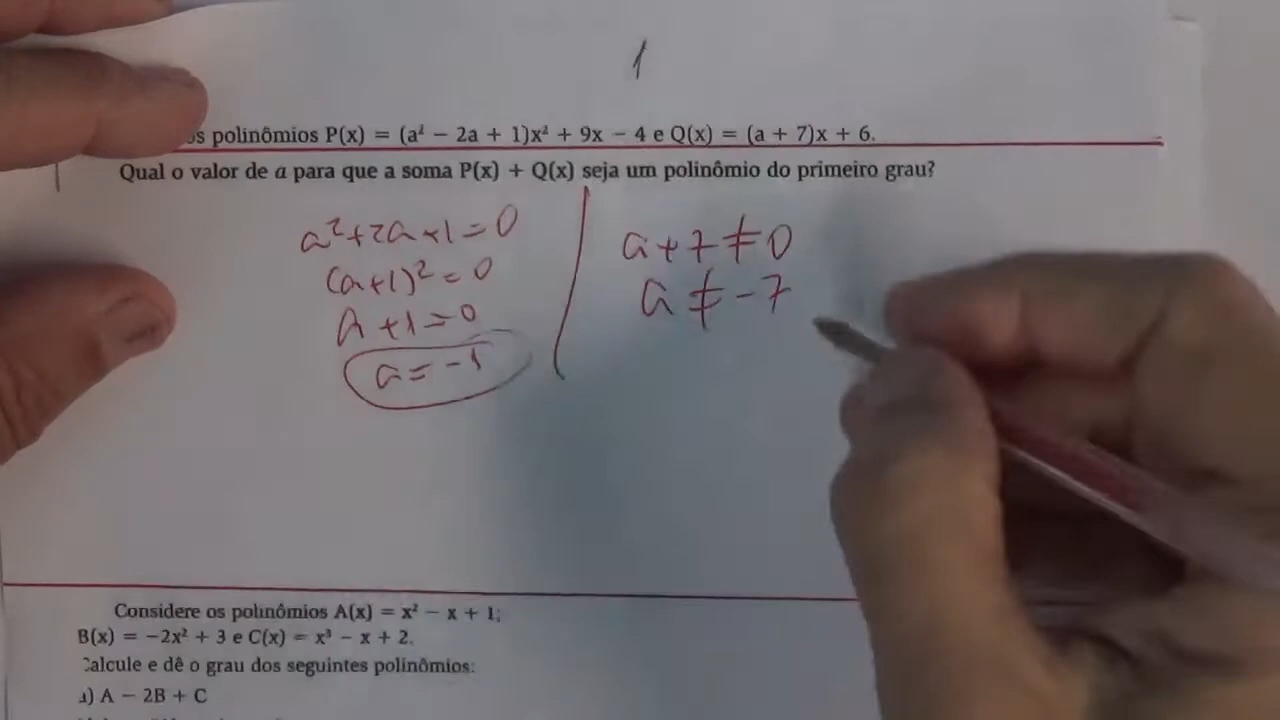 1
os polinômios P(x) = (a² − 2a + 1)x² + 9x − 4 e Q(x) = (a + 7)x + 6.
Qual o valor de a para que a soma P(x) + Q(x) seja um polinômio do primeiro grau?
a²+2a+1=0
(a+1)²=0
a+1=0
a=-1
a+7≠0
a≠-7
Considere os polinômios A(x) = x² − x + 1;
B(x) = −2x² + 3 e C(x) = x³ − x + 2.
Calcule e dê o grau dos seguintes polinômios:
a) A − 2B + C